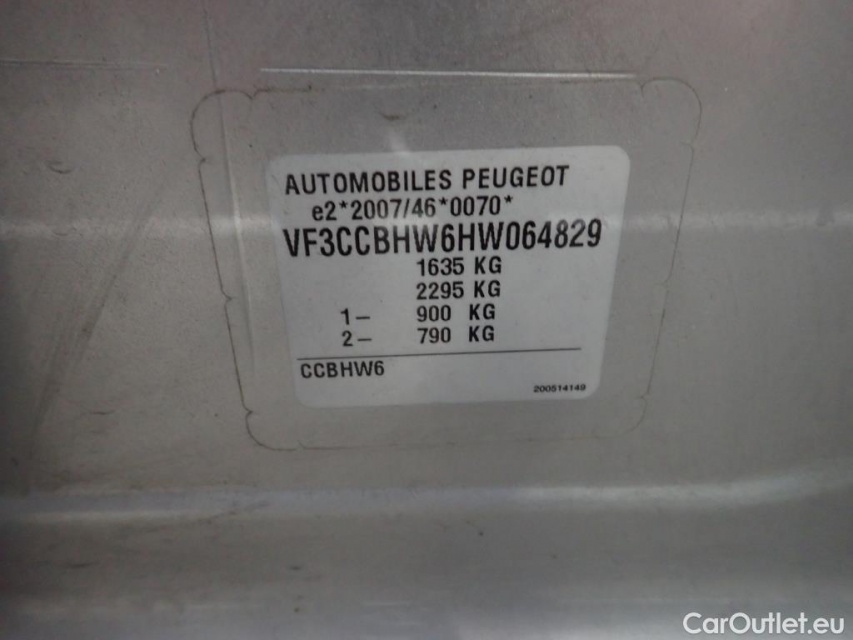 AUTOMOBILES PEUGEOT
e2*2007/46*0070*
VF3CCBHW6HW064829
1635 KG
2295 KG
1– 900 KG
2– 790 KG
CCBHW6
200514149
CarOutlet.eu